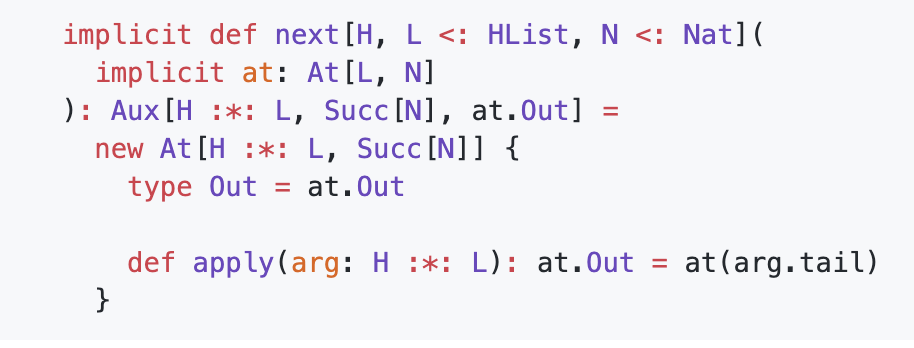 implicit def next[H, L <: HList, N <: Nat](
  implicit at: At[L, N]
): Aux[H :*: L, Succ[N], at.Out] =
  new At[H :*: L, Succ[N]] {
    type Out = at.Out

    def apply(arg: H :*: L): at.Out = at(arg.tail)
  }